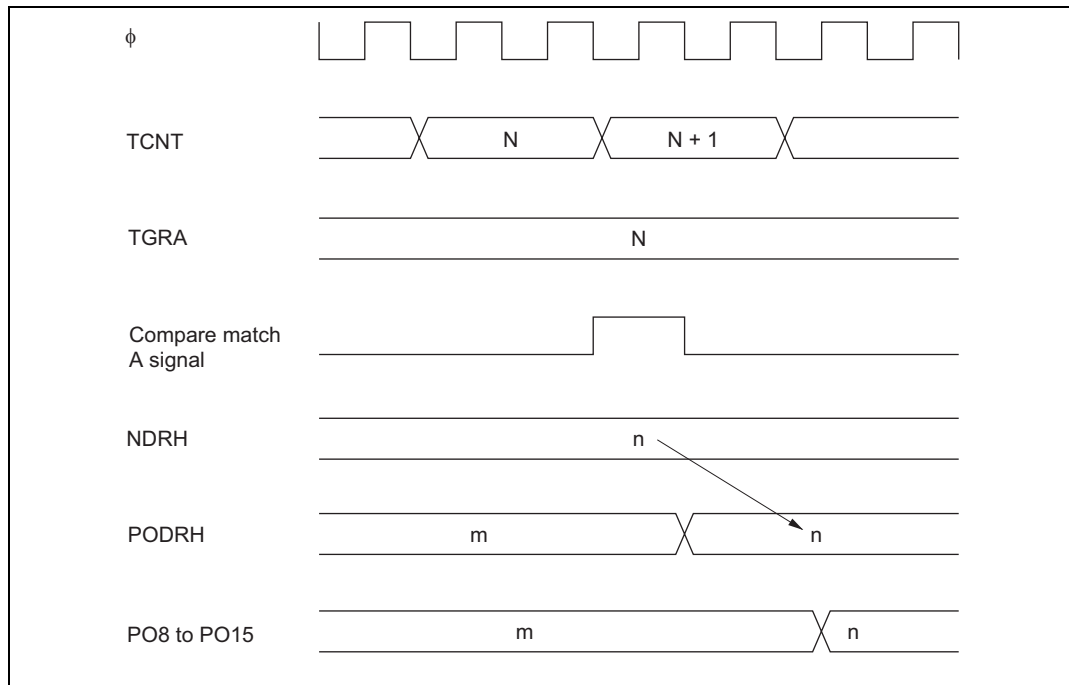 ϕ
TCNT
N
N + 1
TGRA
N
Compare match
A signal
NDRH
n
PODRH
m
n
PO8 to PO15
m
n